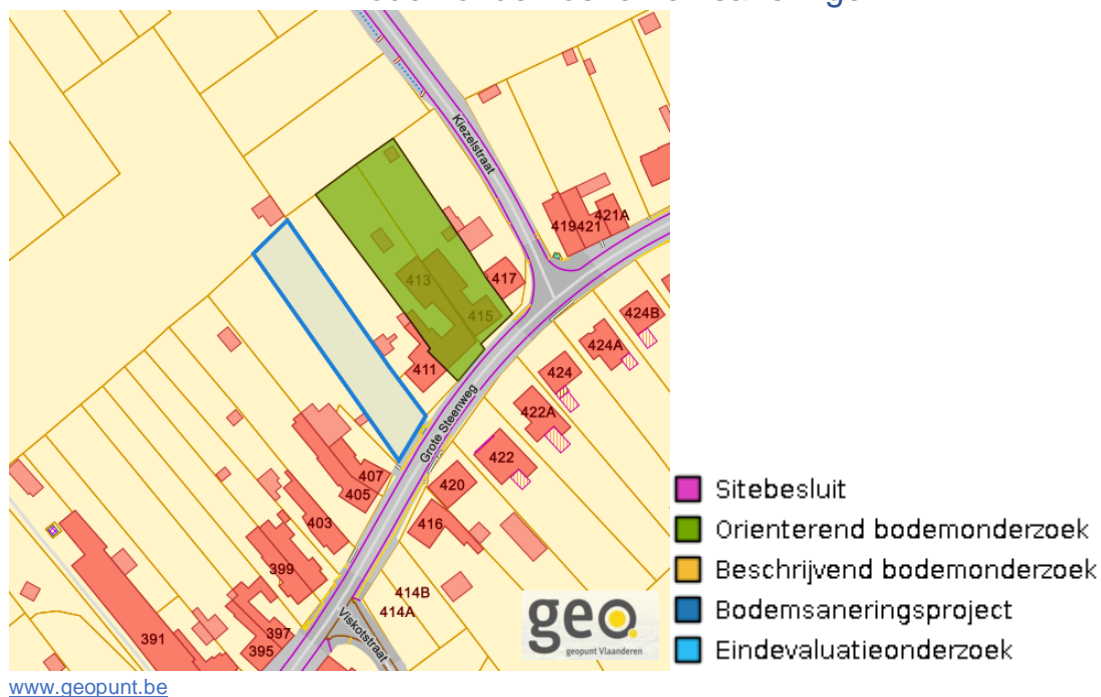 Kiezelstraat
419 421 421A
413
417
415
424B
424A
411
424
Grote Steenweg
422A
422
407
420
405
403
416
399
414B
414A
397
391
395
Viskotstraat
geo.
geopunt Vlaanderen
Sitebesluit
Orienterend bodemonderzoek
Beschrijvend bodemonderzoek
Bodemsaneringsproject
Eindevaluatieonderzoek
www.geopunt.be